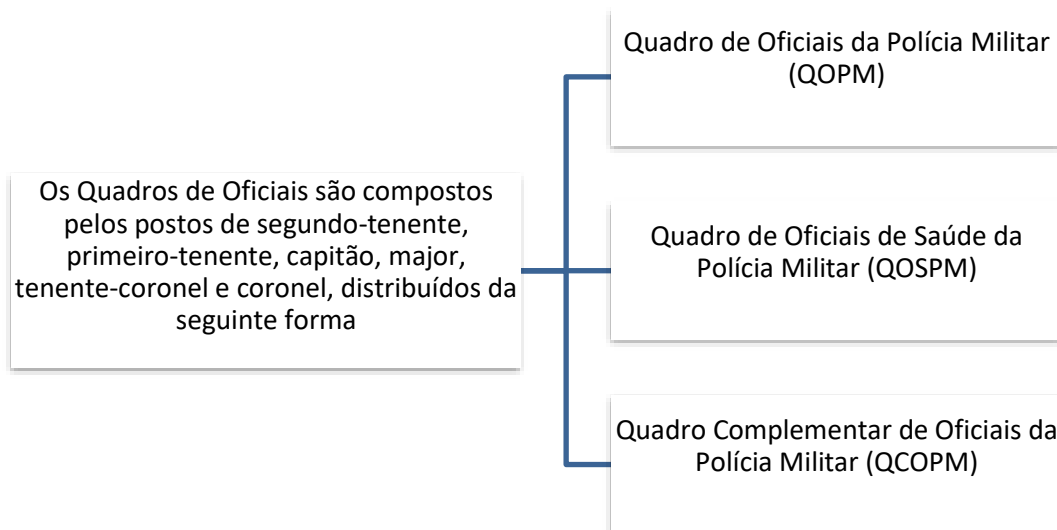 Os Quadros de Oficiais são compostos
pelos postos de segundo-tenente,
primeiro-tenente, capitão, major,
tenente-coronel e coronel, distribuídos da
seguinte forma
Quadro de Oficiais da Polícia Militar
(QOPM)
Quadro de Oficiais de Saúde da
Polícia Militar (QOSPM)
Quadro Complementar de Oficiais da
Polícia Militar (QCOPM)